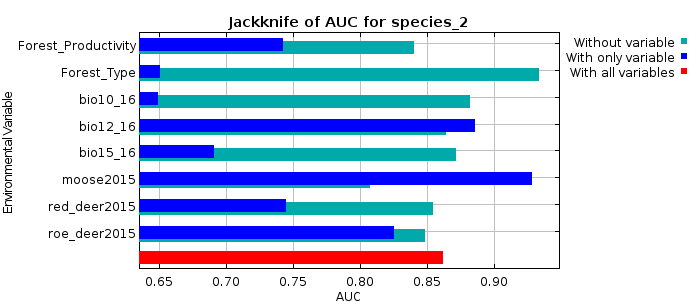 Jackknife of AUC for species_2
Environmental Variable
Forest_Productivity
Forest_Type
bio10_16
bio12_16
bio15_16
moose2015
red_deer2015
roe_deer2015
0.65 0.70 0.75 0.80 0.85 0.90
AUC
Without variable
With only variable
With all variables